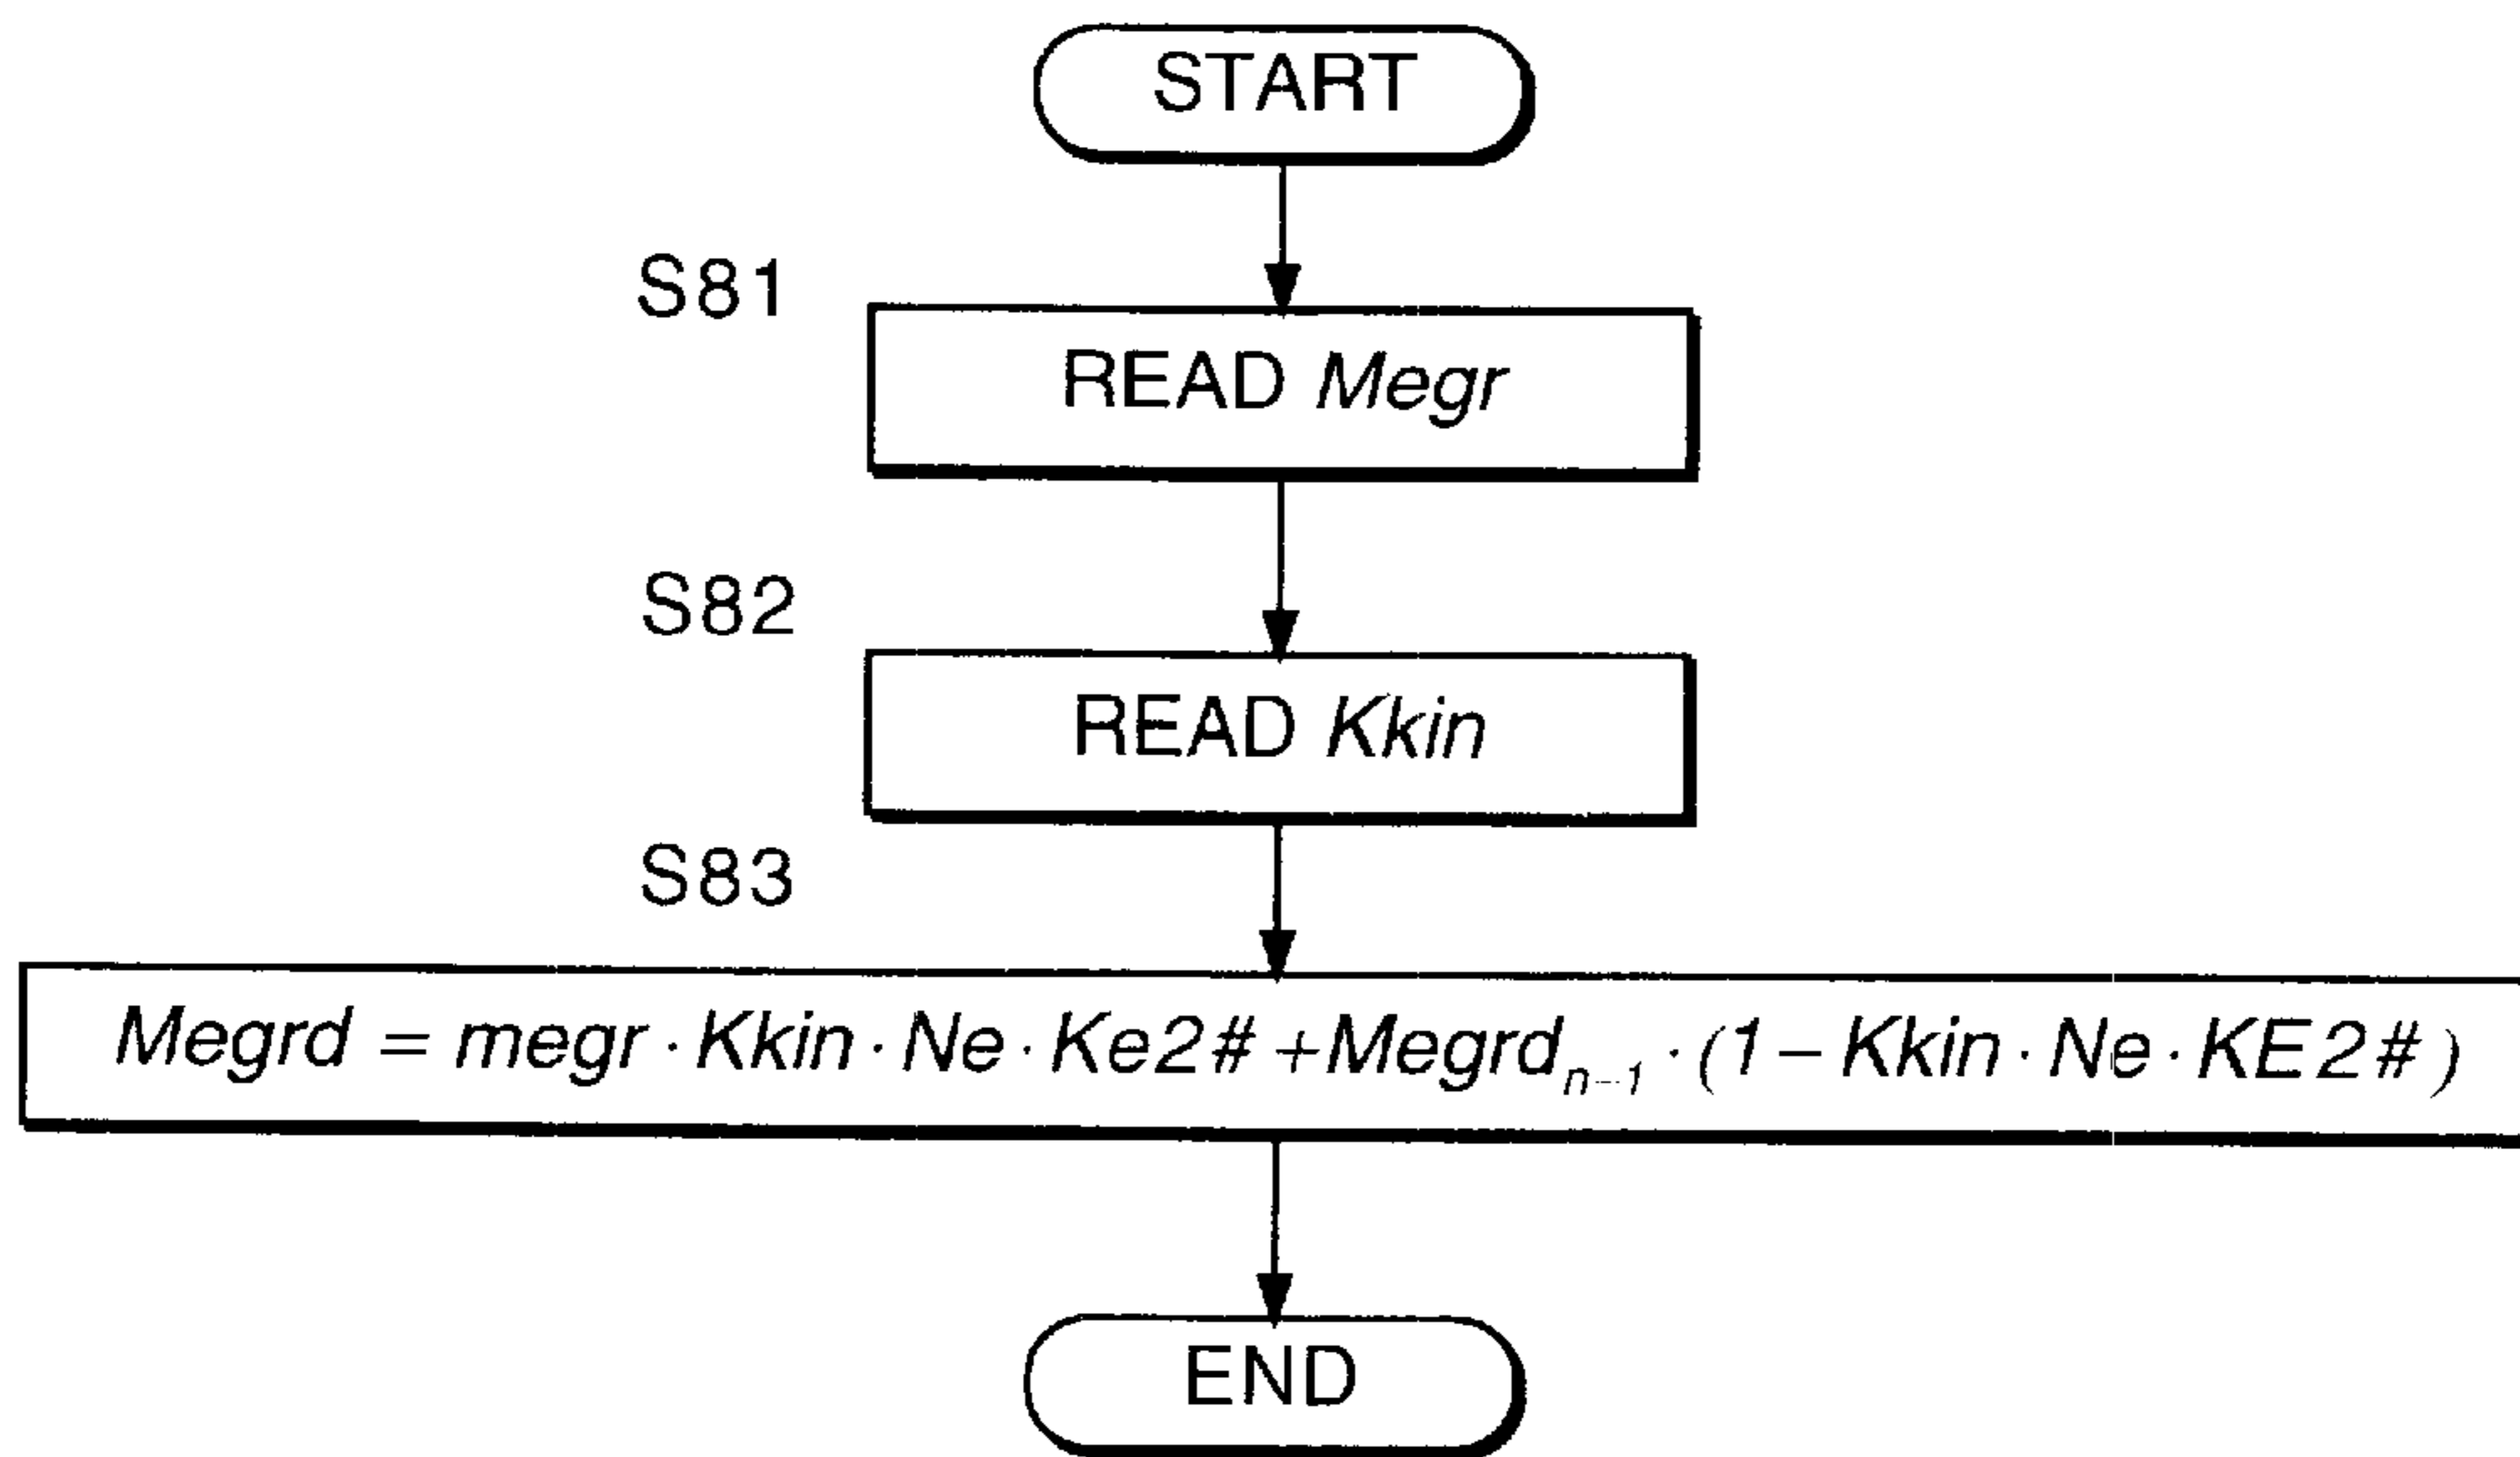 START
S81
READ Megr
S82
READ Kkin
S83
Megrd = megr · Kkin · Ne · Ke2# + Megrd_{n-1} · (1 - Kkin · Ne · KE2#)
END